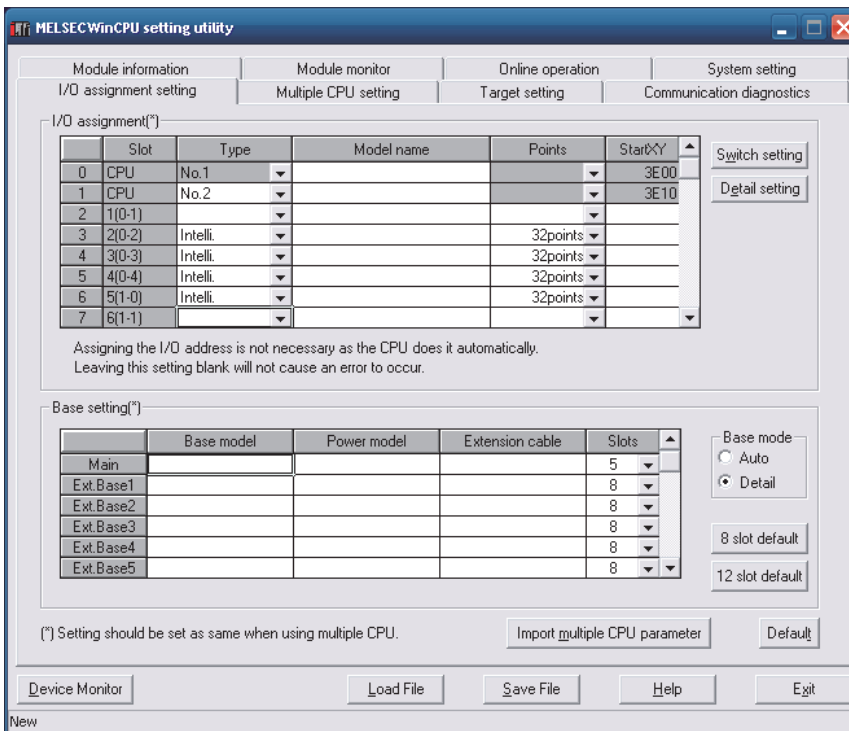 MELSECWinCPU setting utility
Module information Module monitor Online operation System setting
I/O assignment setting Multiple CPU setting Target setting Communication diagnostics
I/O assignment(*)
Slot Type Model name Points StartXY
0 CPU No.1 3E00
1 CPU No.2 3E10
2 1(0-1)
3 2(0-2) Intelli. 32points
4 3(0-3) Intelli. 32points
5 4(0-4) Intelli. 32points
6 5(1-0) Intelli. 32points
7 6(1-1)
Switch setting
Detail setting
Assigning the I/O address is not necessary as the CPU does it automatically.
Leaving this setting blank will not cause an error to occur.
Base setting(*)
Base model Power model Extension cable Slots
Main 5
Ext.Base1 8
Ext.Base2 8
Ext.Base3 8
Ext.Base4 8
Ext.Base5 8
Base mode
Auto
Detail
8 slot default
12 slot default
(*) Setting should be set as same when using multiple CPU.
Import multiple CPU parameter Default
Device Monitor Load File Save File Help Exit
New